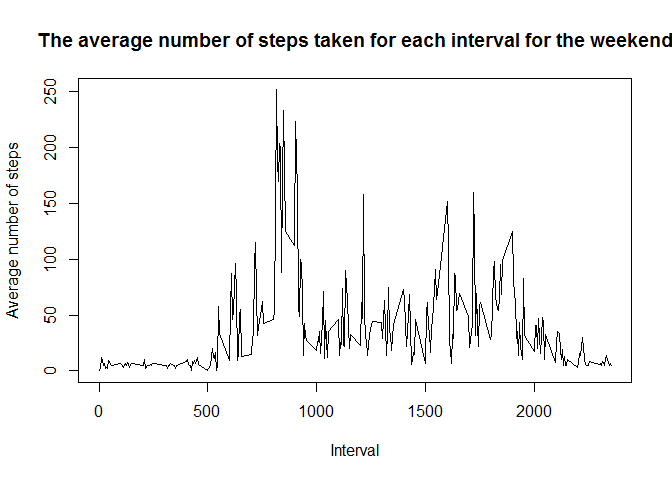 The average number of steps taken for each interval for the weekend
Average number of steps
250
200
150
100
50
0
0 500 1000 1500 2000
Interval